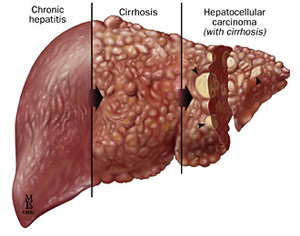 Chronic
hepatitis
Cirrhosis
Hepatocellular
carcinoma
(with cirrhosis)